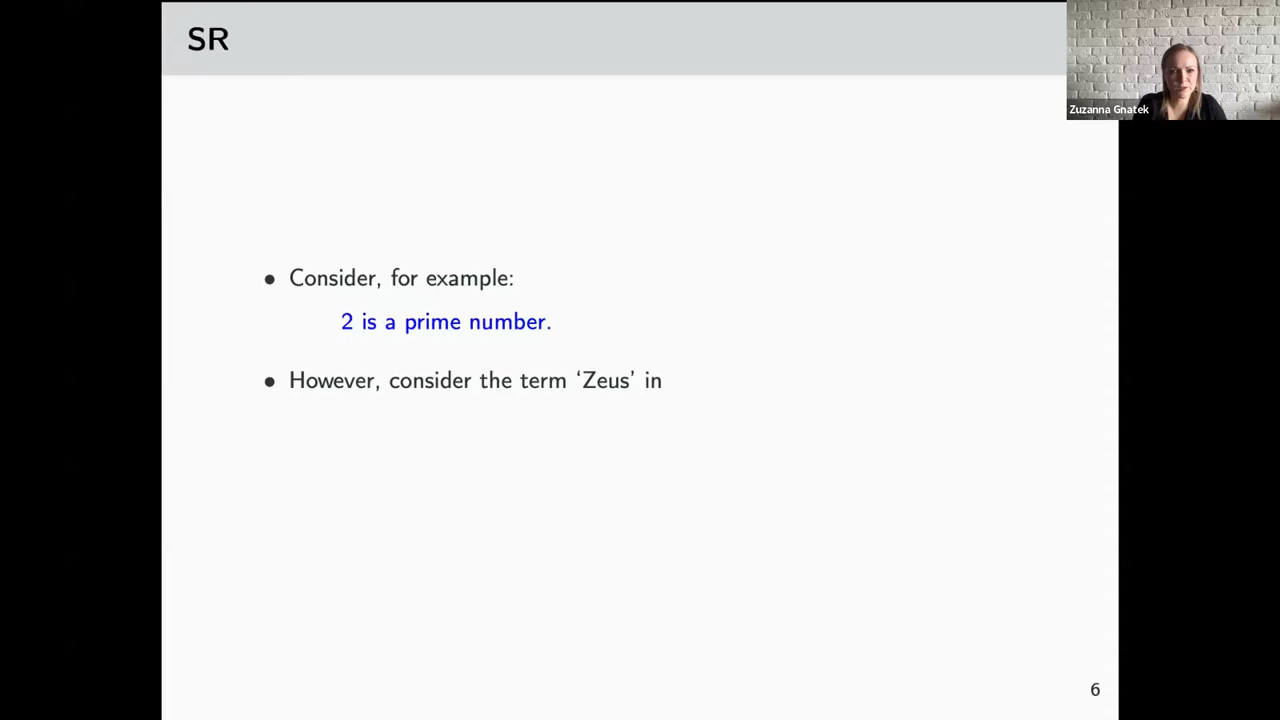 SR
Zuzanna Gnatek
• Consider, for example:
2 is a prime number.
• However, consider the term ‘Zeus’ in
6